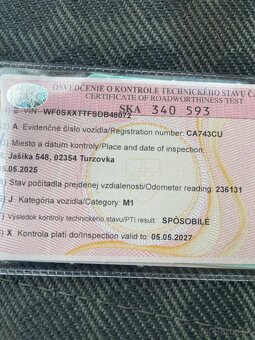 OSVEDČENIE O KONTROLE TECHNICKÉHO STAVU Č
CERTIFICATE OF ROADWORTHINESS TEST
SKA 340 593
E VIN: WF0SXXTTFSDB48672
A Evidenčné číslo vozidla/Registration number: CA743CU
Miesto a dátum kontroly/Place and date of inspection:
Jašíka 548, 02354 Turzovka
.05.2025
Stav počítadla prejdenej vzdialenosti/Odometer reading: 236131
J Kategória vozidla/Category: M1
Výsledok kontroly technického stavu/PTI result: SPÔSOBILÉ
X Kontrola platí do/Inspection valid to: 05.05.2027